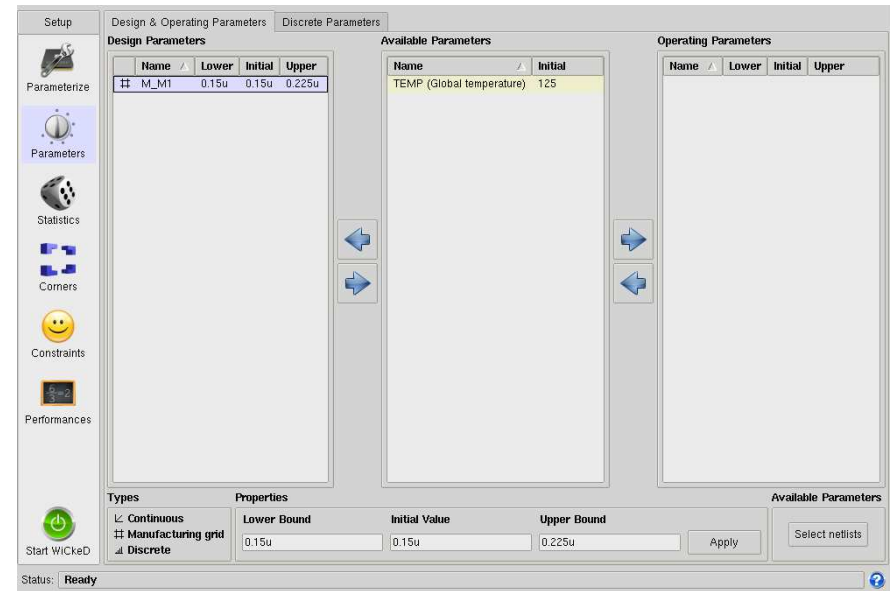 Setup
Design & Operating Parameters Discrete Parameters
Design Parameters Available Parameters Operating Parameters
Name Lower Initial Upper Name Initial Name Lower Initial Upper
M_M1 0.15u 0.15u 0.225u TEMP (Global temperature) 125
Parameterize
Parameters
Statistics
Corners
Constraints
6/3=2
Performances
Types Properties Available Parameters
Continuous Lower Bound Initial Value Upper Bound
Manufacturing grid 0.15u 0.15u 0.225u Apply Select netlists
Discrete
Start WiCkeD
Status: Ready ?